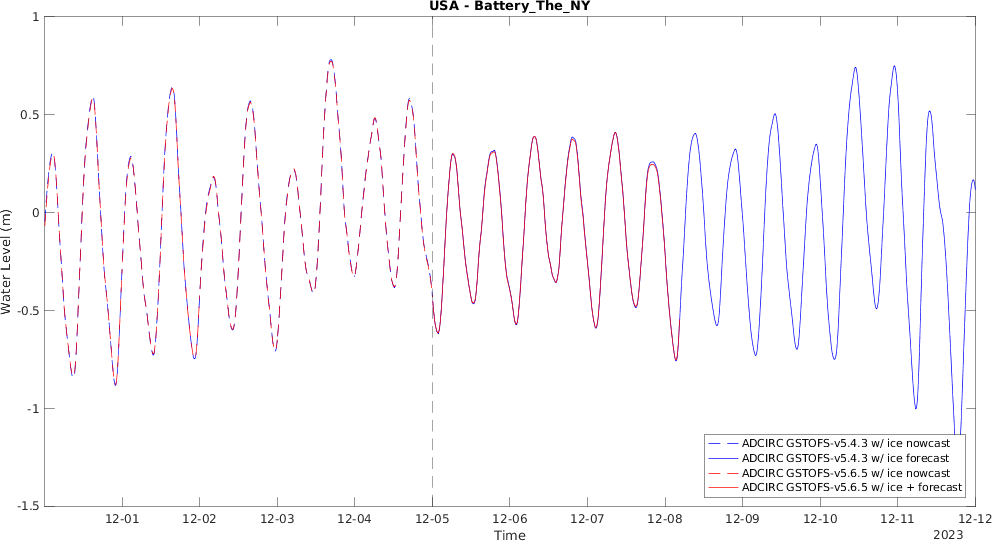 USA - Battery_The_NY
1
0.5
0
-0.5
-1
-1.5
Water Level (m)
ADCIRC GSTOFS-v5.4.3 w/ ice nowcast
ADCIRC GSTOFS-v5.4.3 w/ ice forecast
ADCIRC GSTOFS-v5.6.5 w/ ice nowcast
ADCIRC GSTOFS-v5.6.5 w/ ice + forecast
12-01 12-02 12-03 12-04 12-05 12-06 12-07 12-08 12-09 12-10 12-11 12-12
Time
2023